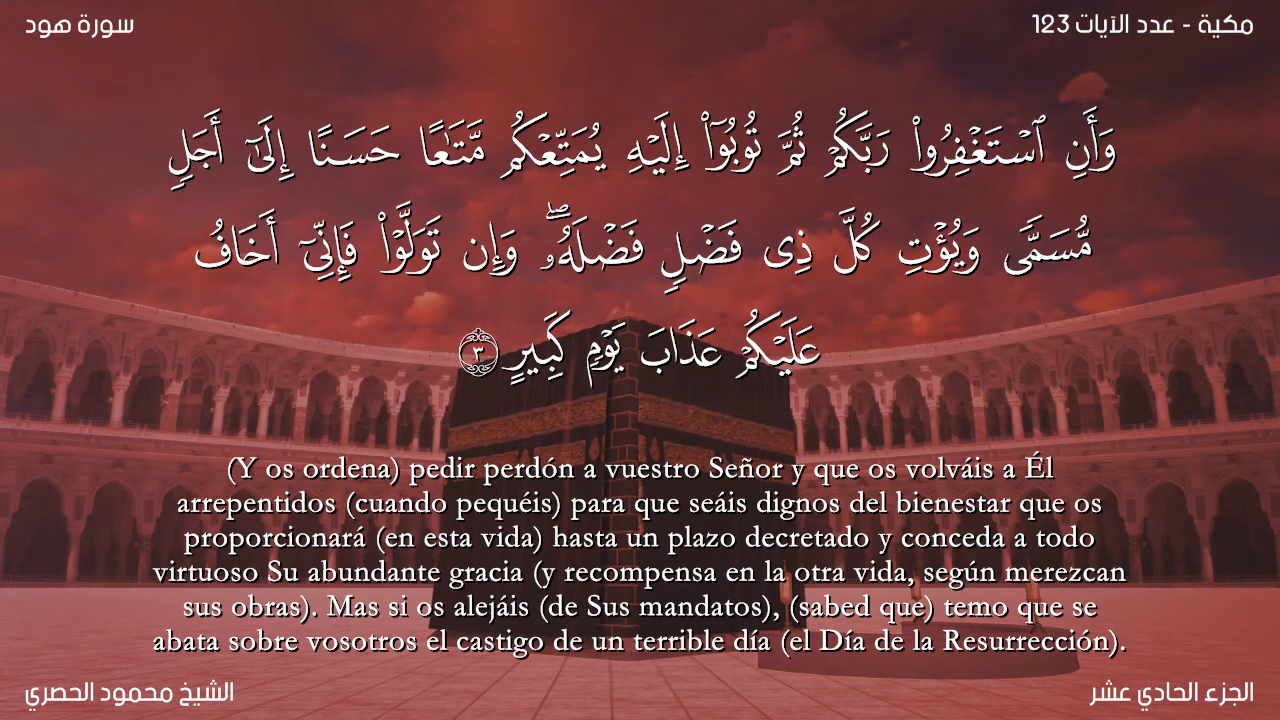 سورة هود
مكية - عدد الآيات 123
وَأَنِ ٱسْتَغْفِرُوا۟ رَبَّكُمْ ثُمَّ تُوبُوٓا۟ إِلَيْهِ يُمَتِّعْكُم مَّتَٰعًا حَسَنًا إِلَىٰٓ أَجَلٍ
مُّسَمًّى وَيُؤْتِ كُلَّ ذِى فَضْلٍ فَضْلَهُۥ ۖ وَإِن تَوَلَّوْا۟ فَإِنِّىٓ أَخَافُ
عَلَيْكُمْ عَذَابَ يَوْمٍ كَبِيرٍ ٣
(Y os ordena) pedir perdón a vuestro Señor y que os volváis a Él
arrepentidos (cuando pequéis) para que seáis dignos del bienestar que os
proporcionará (en esta vida) hasta un plazo decretado y conceda a todo
virtuoso Su abundante gracia (y recompensa en la otra vida, según merezcan
sus obras). Mas si os alejáis (de Sus mandatos), (sabed que) temo que se
abata sobre vosotros el castigo de un terrible día (el Día de la Resurrección).
الشيخ محمود الحصري
الجزء الحادي عشر